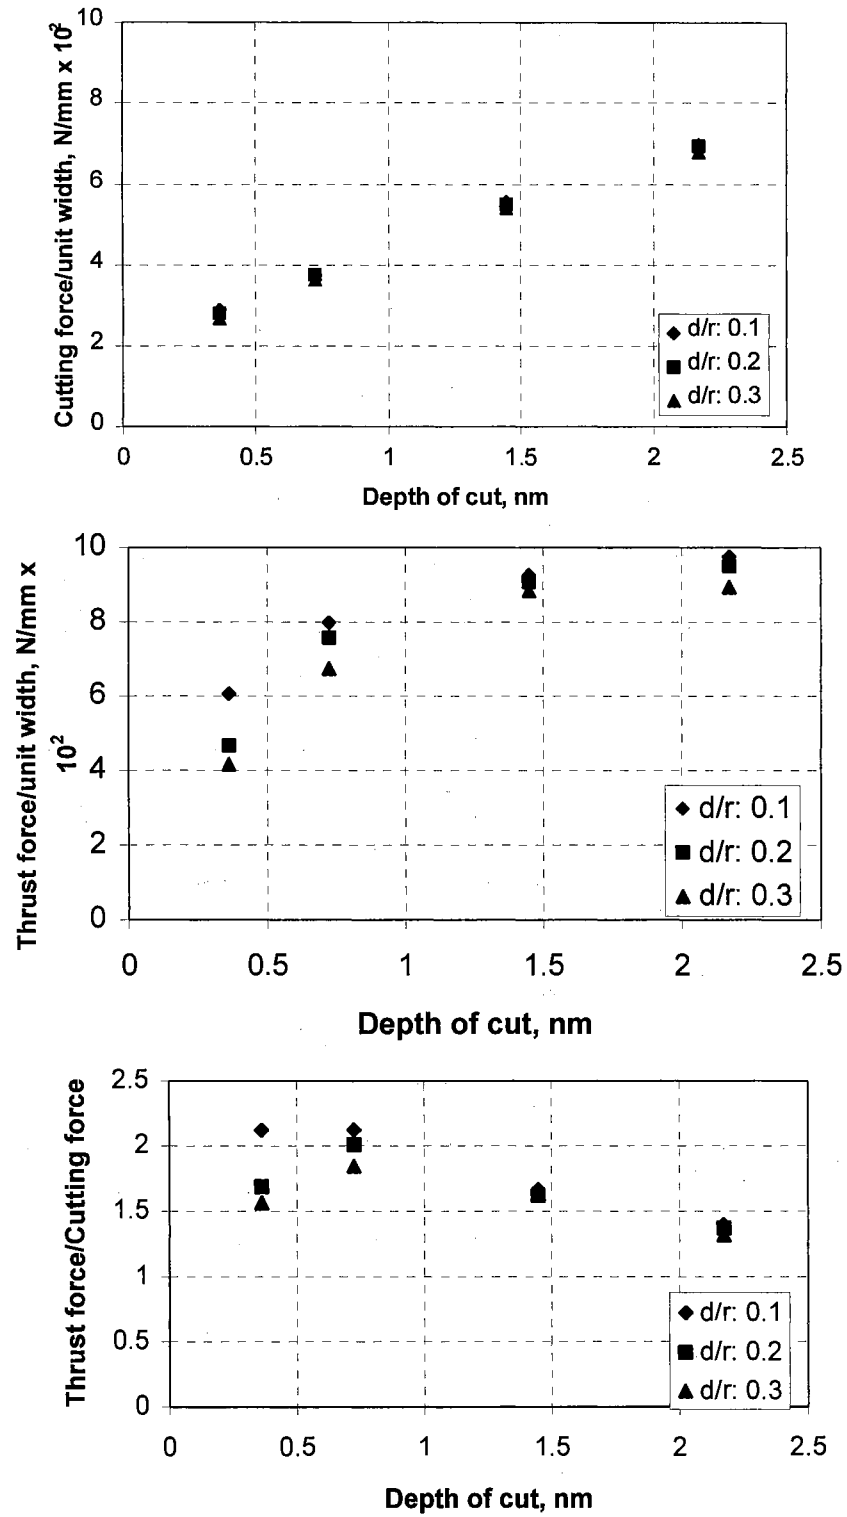 Cutting force/unit width, N/mm x 10²
10
8
6
4
2
0
0 0.5 1 1.5 2 2.5
d/r: 0.1
d/r: 0.2
d/r: 0.3
Depth of cut, nm
Thrust force/unit width, N/mm x
10²
10
8
6
4
2
0
0 0.5 1 1.5 2 2.5
d/r: 0.1
d/r: 0.2
d/r: 0.3
Depth of cut, nm
Thrust force/Cutting force
2.5
2
1.5
1
0.5
0
0 0.5 1 1.5 2 2.5
d/r: 0.1
d/r: 0.2
d/r: 0.3
Depth of cut, nm